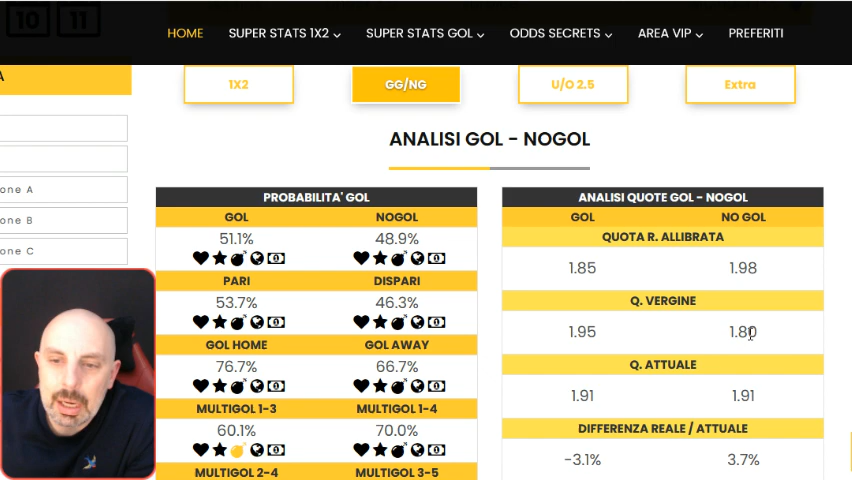 10 11
HOME SUPER STATS 1X2 SUPER STATS GOL ODDS SECRETS AREA VIP PREFERITI
A
1X2 GG/NG U/O 2.5 Extra
ANALISI GOL - NOGOL
one A
one B
one C
PROBABILITA' GOL
GOL NOGOL
51.1% 48.9%
PARI DISPARI
53.7% 46.3%
GOL HOME GOL AWAY
76.7% 66.7%
MULTIGOL 1-3 MULTIGOL 1-4
60.1% 70.0%
MULTIGOL 2-4 MULTIGOL 3-5
ANALISI QUOTE GOL - NOGOL
GOL NO GOL
QUOTA R. ALLIBRATA
1.85 1.98
Q. VERGINE
1.95 1.80
Q. ATTUALE
1.91 1.91
DIFFERENZA REALE / ATTUALE
-3.1% 3.7%